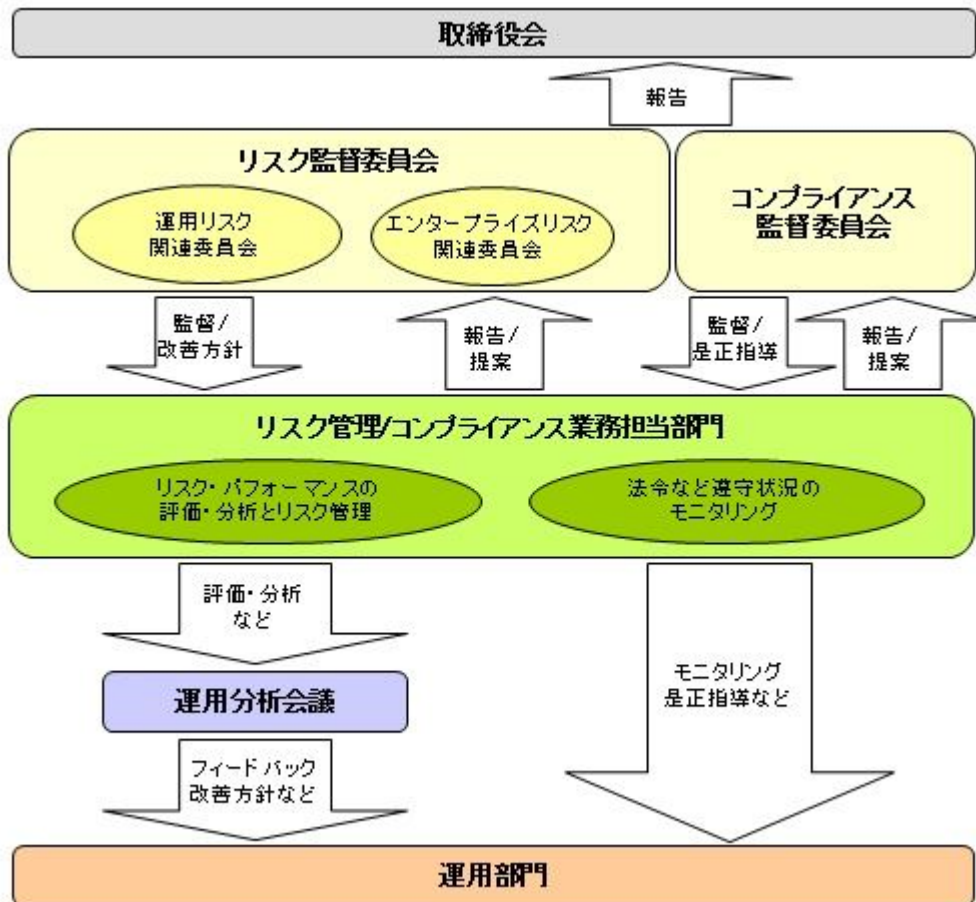 取締役会
報告
リスク監督委員会
運用リスク
関連委員会
エンタープライズリスク
関連委員会
コンプライアンス
監督委員会
監督/
改善方針
報告/
提案
監督/
是正指導
報告/
提案
リスク管理/コンプライアンス業務担当部門
リスク・パフォーマンスの
評価・分析とリスク管理
法令など遵守状況の
モニタリング
評価・分析
など
運用分析会議
フィードバック
改善方針など
モニタリング
是正指導など
運用部門